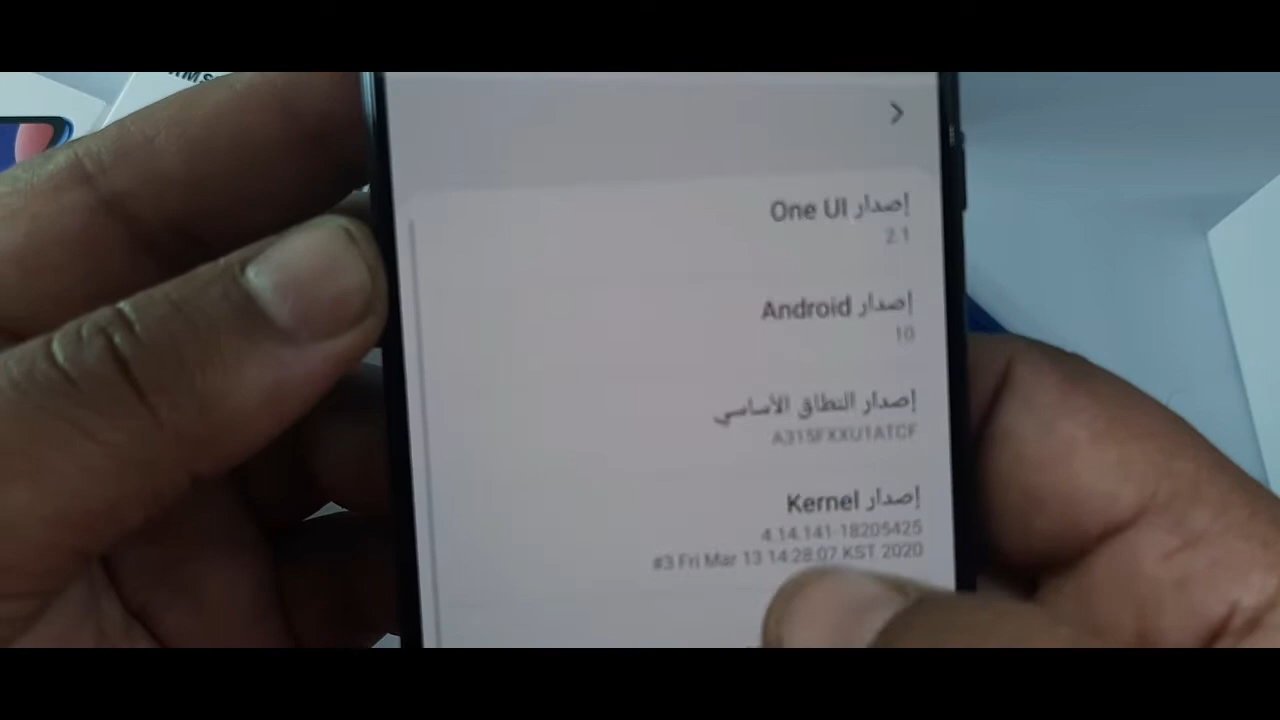 إصدار One UI
2.1
إصدار Android
10
إصدار النطاق الأساسي
A315FXXU1ATCF
إصدار Kernel
4.14.141-18205425
#3 Fri Mar 13 14:28:07 KST 2020